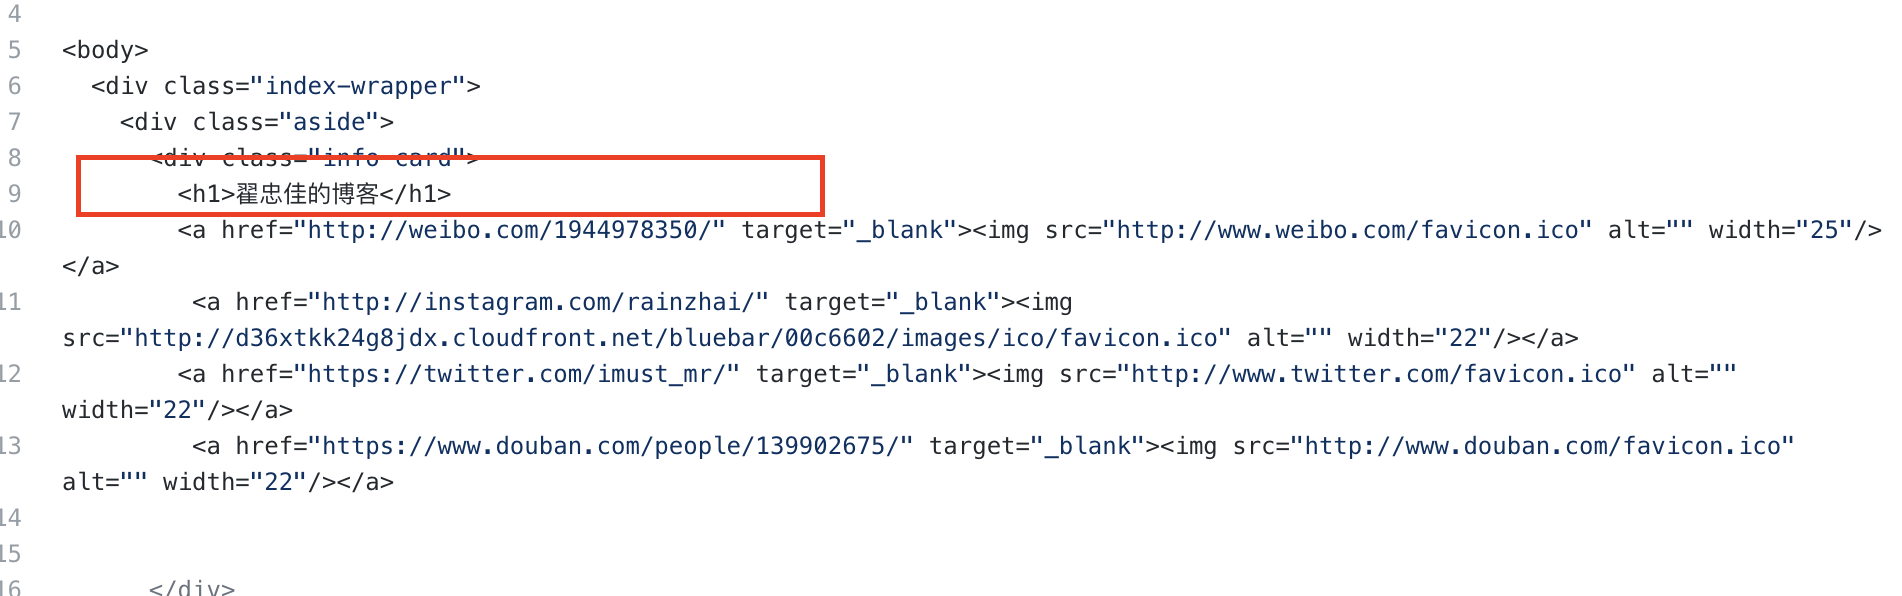 4
5 <body>
6 <div class="index-wrapper">
7 <div class="aside">
8 <div class="info-card">
9 <h1>翟忠佳的博客</h1>
10 <a href="http://weibo.com/1944978350/" target="_blank"><img src="http://www.weibo.com/favicon.ico" alt="" width="25"/>
</a>
11 <a href="http://instagram.com/rainzhai/" target="_blank"><img
src="http://d36xtkk24g8jdx.cloudfront.net/bluebar/00c6602/images/ico/favicon.ico" alt="" width="22"/></a>
12 <a href="https://twitter.com/imust_mr/" target="_blank"><img src="http://www.twitter.com/favicon.ico" alt=""
width="22"/></a>
13 <a href="https://www.douban.com/people/139902675/" target="_blank"><img src="http://www.douban.com/favicon.ico"
alt="" width="22"/></a>
14
15
16 </div>